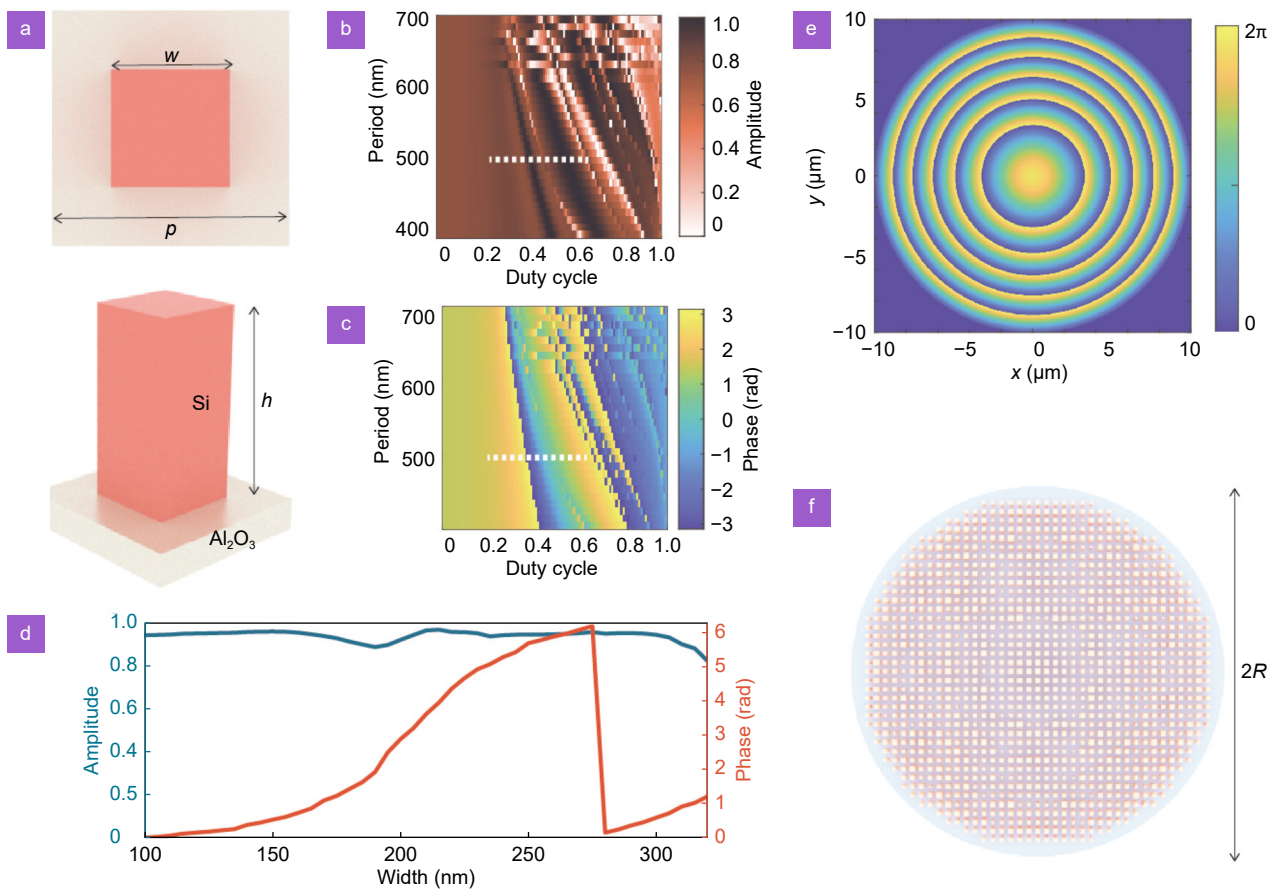 a
w
p
Si
h
Al₂O₃
b
700
600
500
400
Period (nm)
0 0.2 0.4 0.6 0.8 1.0
Duty cycle
1.0
0.8
0.6
0.4
0.2
0
Amplitude
c
700
600
500
Period (nm)
0 0.2 0.4 0.6 0.8 1.0
Duty cycle
3
2
1
0
−1
−2
−3
Phase (rad)
d
1.0
0.8
0.6
0.4
0.5
0
Amplitude
100 150 200 250 300
Width (nm)
6
5
4
3
2
1
0
Phase (rad)
e
10
5
0
−5
−10
y (μm)
−10 −5 0 5 10
x (μm)
2π
0
f
2R